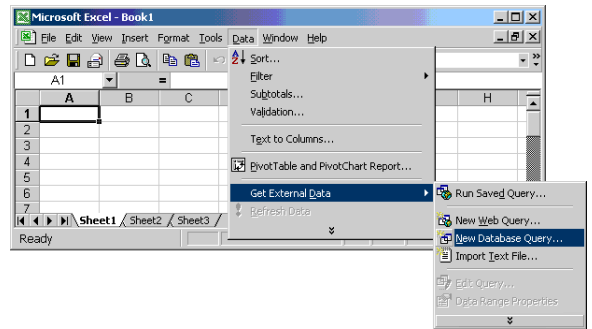 Microsoft Excel - Book1
File Edit View Insert Format Tools Data Window Help
A1 =
A B C H
1
2
3
4
5
6
7
Sheet1 Sheet2 Sheet3
Ready
Sort...
Filter
Subtotals...
Validation...
Text to Columns...
PivotTable and PivotChart Report...
Get External Data
Refresh Data
Run Saved Query...
New Web Query...
New Database Query...
Import Text File...
Edit Query...
Data Range Properties